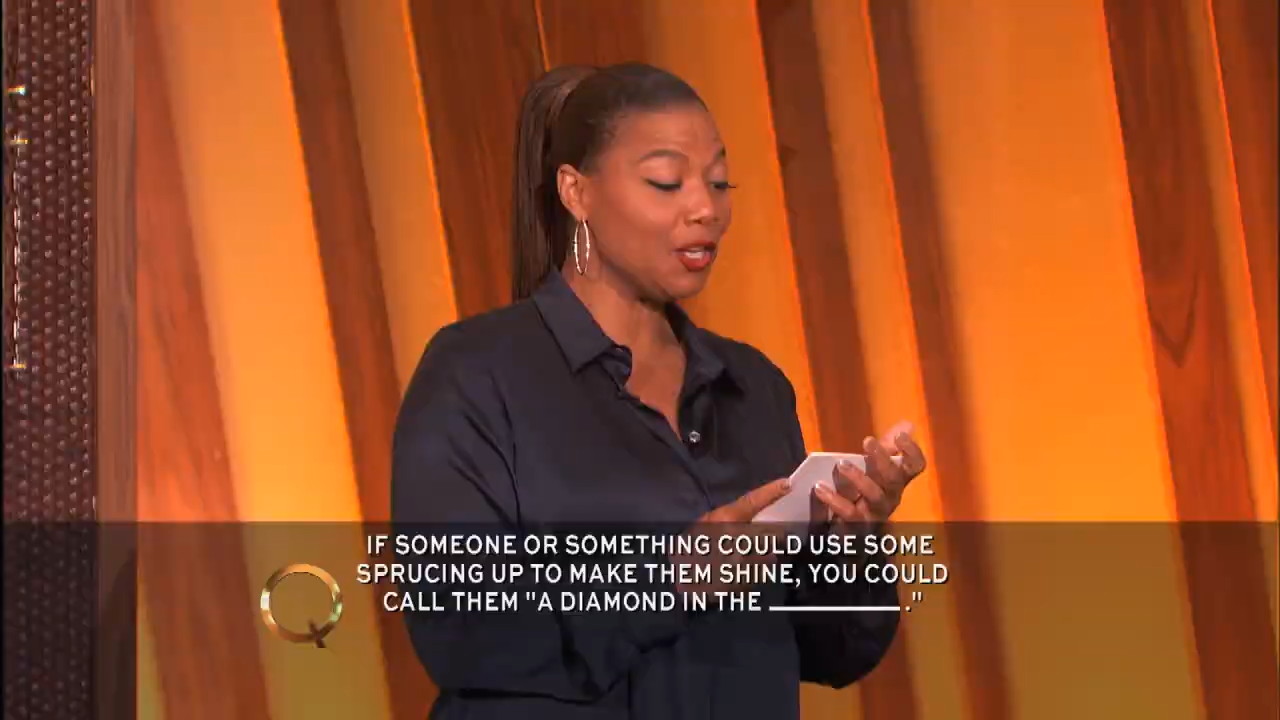 IF SOMEONE OR SOMETHING COULD USE SOME
SPRUCING UP TO MAKE THEM SHINE, YOU COULD
CALL THEM "A DIAMOND IN THE __________."
Q